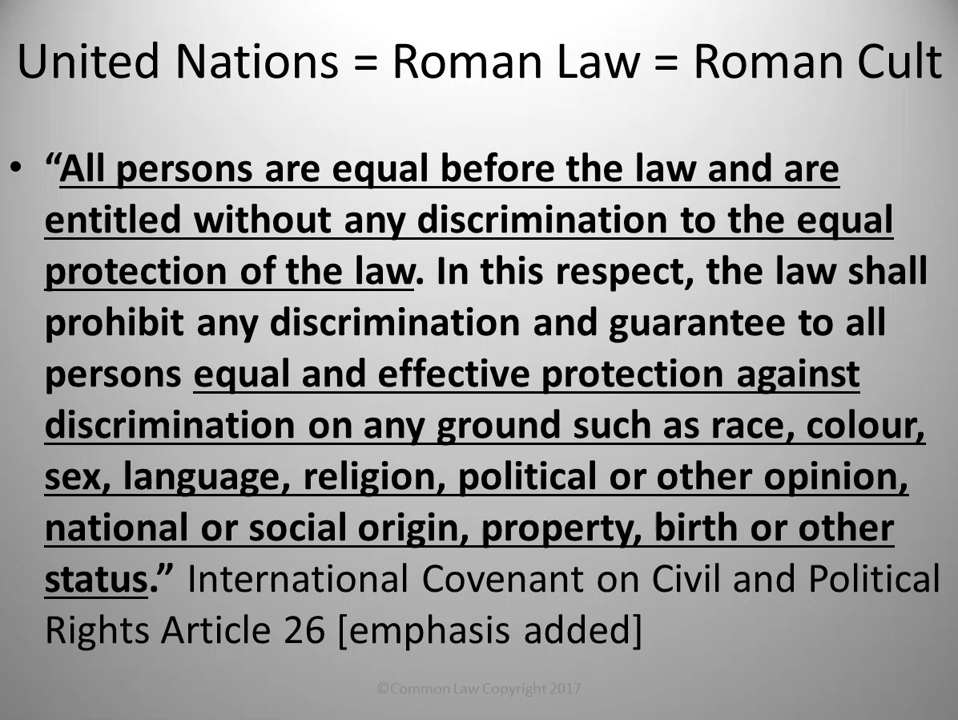 United Nations = Roman Law = Roman Cult
• “All persons are equal before the law and are
entitled without any discrimination to the equal
protection of the law. In this respect, the law shall
prohibit any discrimination and guarantee to all
persons equal and effective protection against
discrimination on any ground such as race, colour,
sex, language, religion, political or other opinion,
national or social origin, property, birth or other
status.” International Covenant on Civil and Political
Rights Article 26 [emphasis added]
©Common Law Copyright 2017